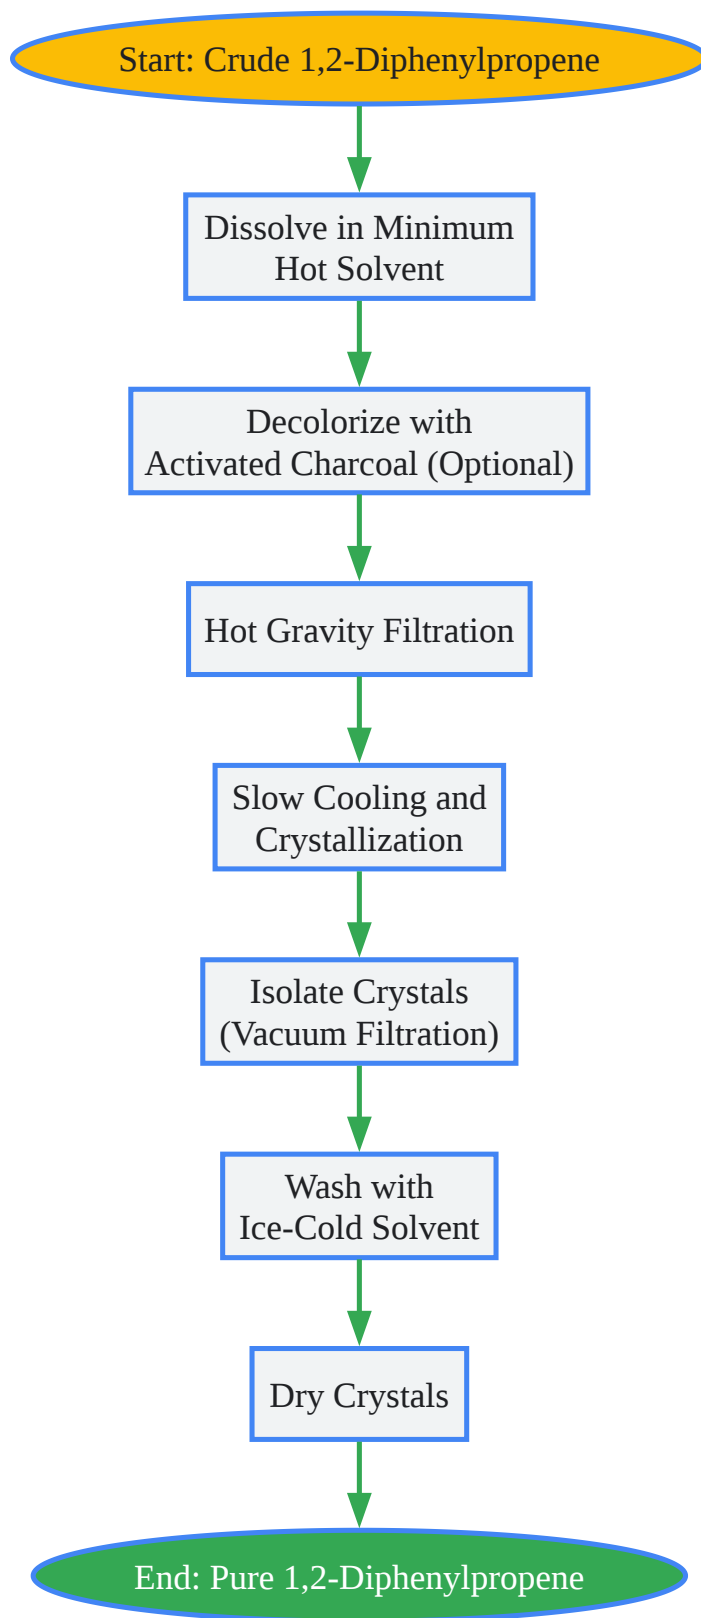 Start: Crude 1,2-Diphenylpropene
Dissolve in Minimum
Hot Solvent
Decolorize with
Activated Charcoal (Optional)
Hot Gravity Filtration
Slow Cooling and
Crystallization
Isolate Crystals
(Vacuum Filtration)
Wash with
Ice-Cold Solvent
Dry Crystals
End: Pure 1,2-Diphenylpropene